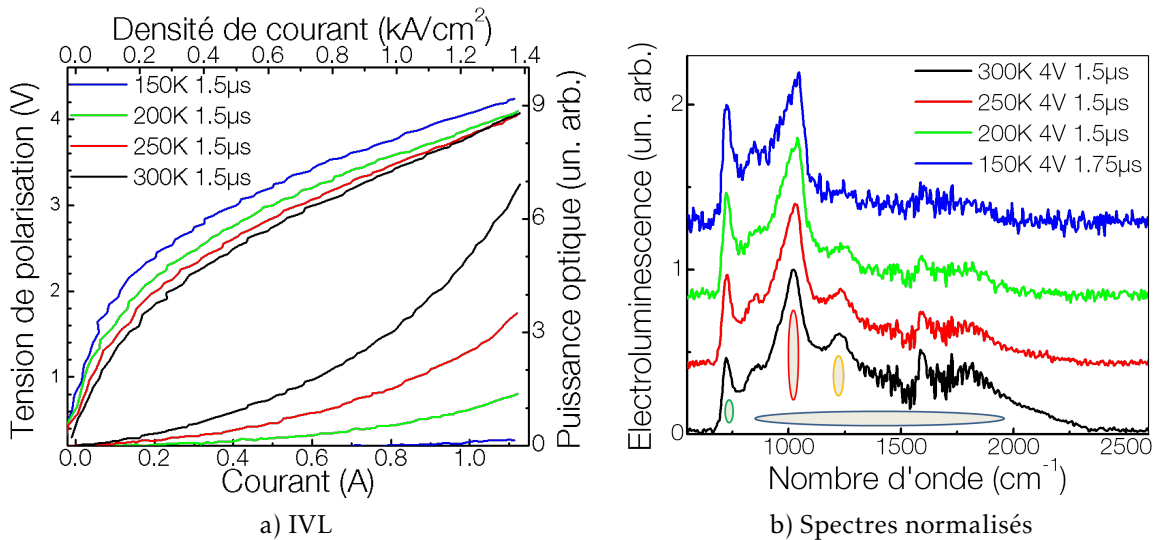 Densité de courant (kA/cm²)
0.0 0.2 0.4 0.6 0.8 1.0 1.2 1.4
Tension de polarisation (V)
4
3
2
1
150K 1.5µs
200K 1.5µs
250K 1.5µs
300K 1.5µs
9
6
3
0
Puissance optique (un. arb.)
0.0 0.2 0.4 0.6 0.8 1.0
Courant (A)
a) IVL
Electroluminescence (un. arb.)
2
1
0
300K 4V 1.5µs
250K 4V 1.5µs
200K 4V 1.5µs
150K 4V 1.75µs
1000 1500 2000 2500
Nombre d'onde (cm⁻¹)
b) Spectres normalisés